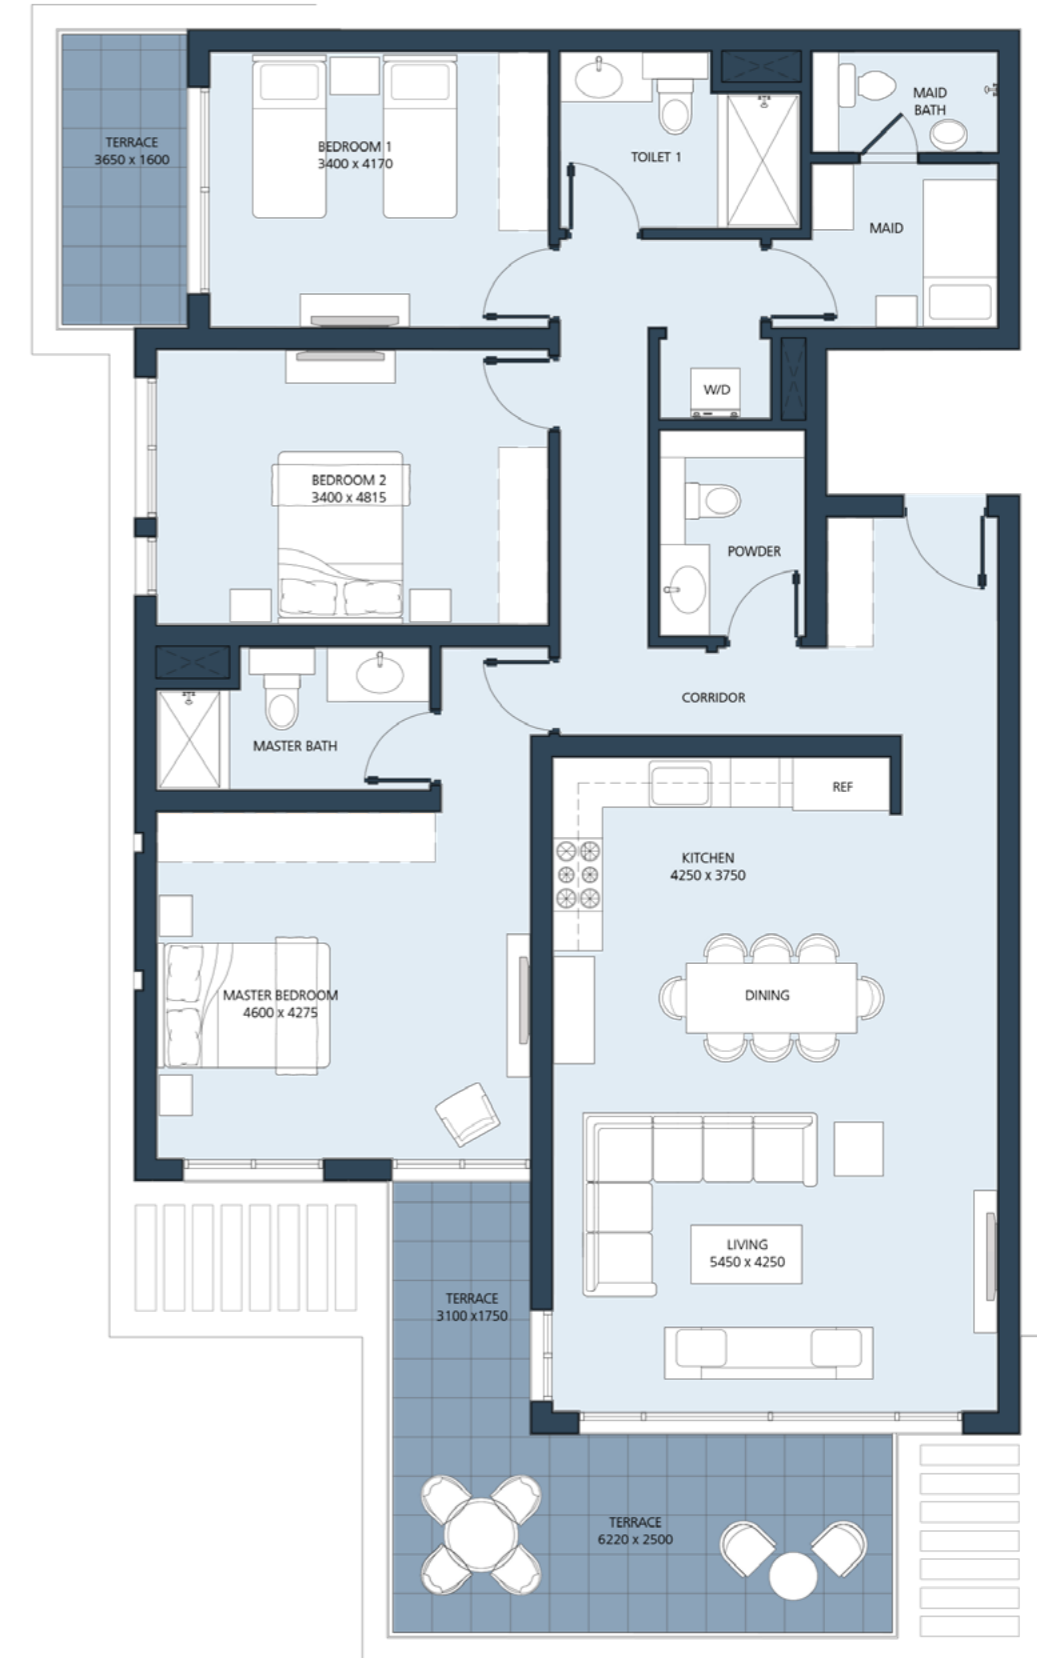 TERRACE
3650 x 1600
BEDROOM 1
3400 x 4170
TOILET 1
MAID
BATH
MAID
W/D
BEDROOM 2
3400 x 4815
POWDER
CORRIDOR
MASTER BATH
REF
KITCHEN
4250 x 3750
MASTER BEDROOM
4600 x 4275
DINING
LIVING
5450 x 4250
TERRACE
3100 x1750
TERRACE
6220 x 2500